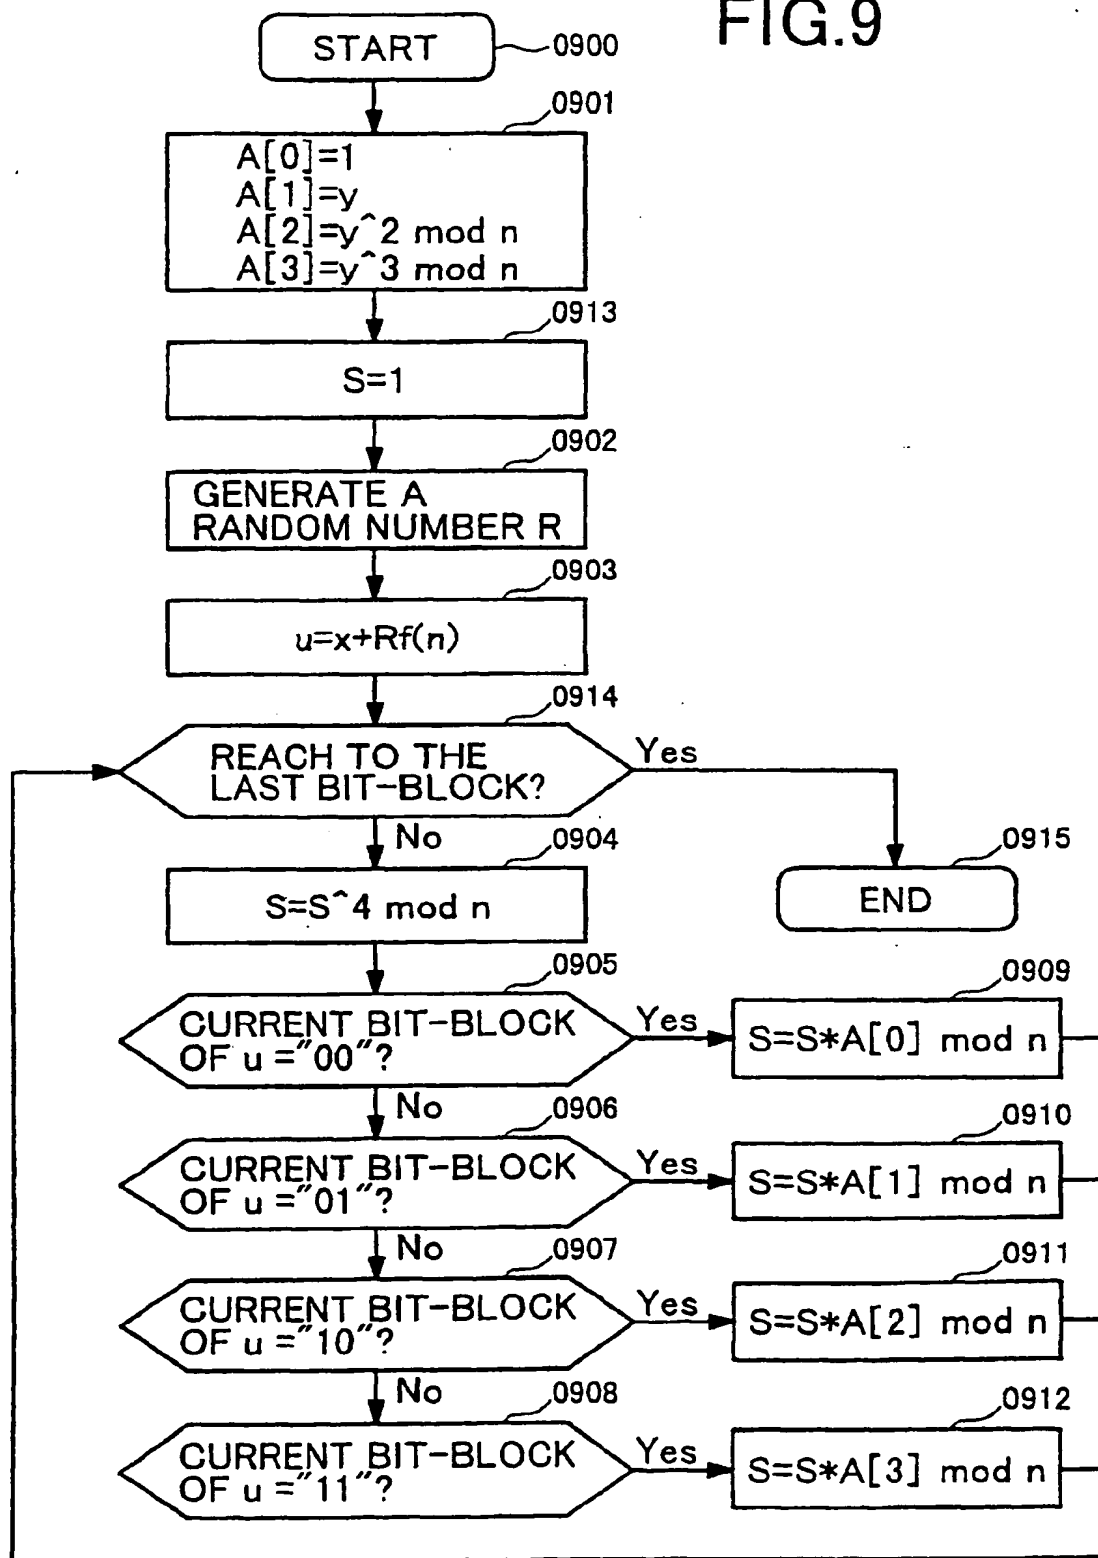 FIG.9
START
0900
0901
A[0]=1
A[1]=y
A[2]=y^2 mod n
A[3]=y^3 mod n
0913
S=1
0902
GENERATE A
RANDOM NUMBER R
0903
u=x+Rf(n)
0914
REACH TO THE
LAST BIT-BLOCK?
Yes
No
0904
S=S^4 mod n
0915
END
0905
CURRENT BIT-BLOCK
OF u ="00"?
Yes
0909
S=S*A[0] mod n
No
0906
CURRENT BIT-BLOCK
OF u ="01"?
Yes
0910
S=S*A[1] mod n
No
0907
CURRENT BIT-BLOCK
OF u ="10"?
Yes
0911
S=S*A[2] mod n
No
0908
CURRENT BIT-BLOCK
OF u ="11"?
Yes
0912
S=S*A[3] mod n